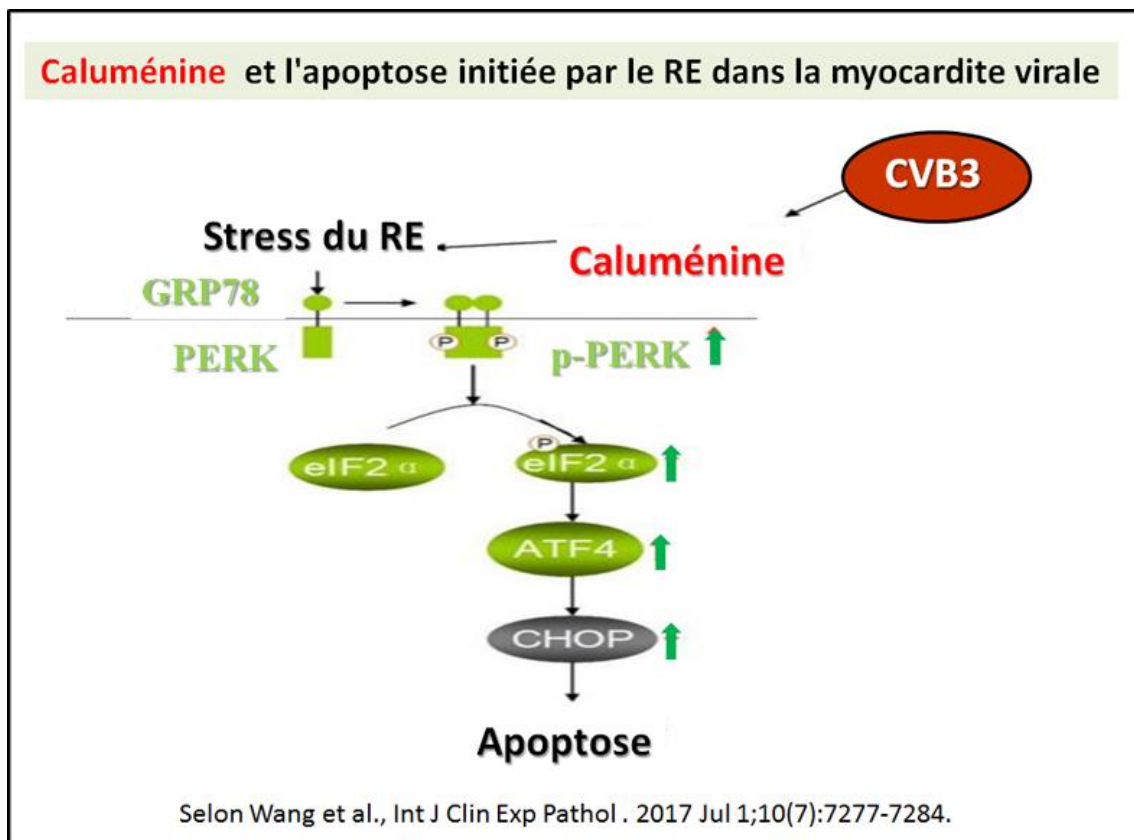 Caluménine et l'apoptose initiée par le RE dans la myocardite virale
CVB3
Stress du RE
Caluménine
GRP78
PERK
P
P
p-PERK
eIF2 α
P
eIF2 α
ATF4
CHOP
Apoptose
Selon Wang et al., Int J Clin Exp Pathol . 2017 Jul 1;10(7):7277-7284.